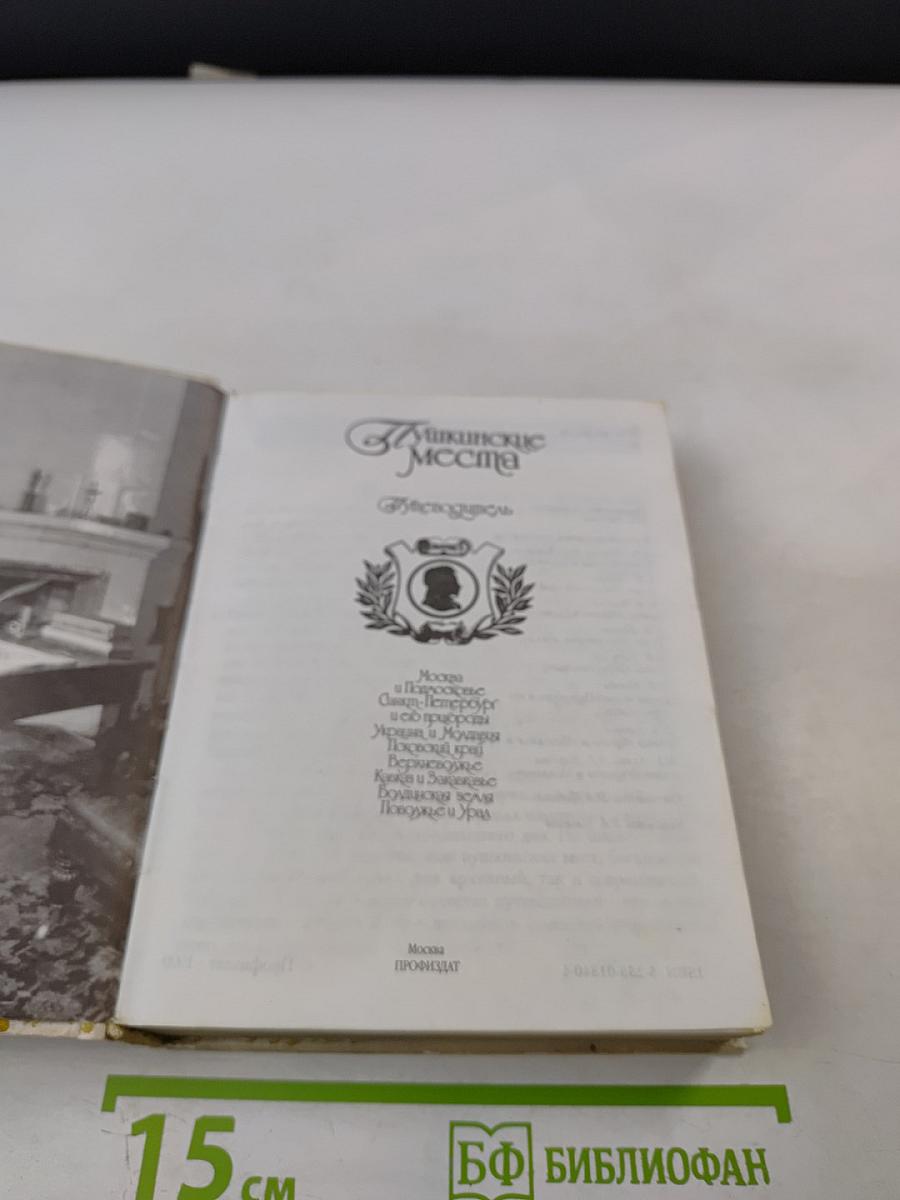 Пушкинские
места
Путеводитель
Москва
и Подмосковье
Санкт-Петербург
и его пригороды
Украина и Молдавия
Псковский край
Верхневолжье
Кавказ и Закавказье
Болдинская земля
Поволжье и Урал
Москва
ПРОФИЗДАТ
15 см
БФ БИБЛИОФАН